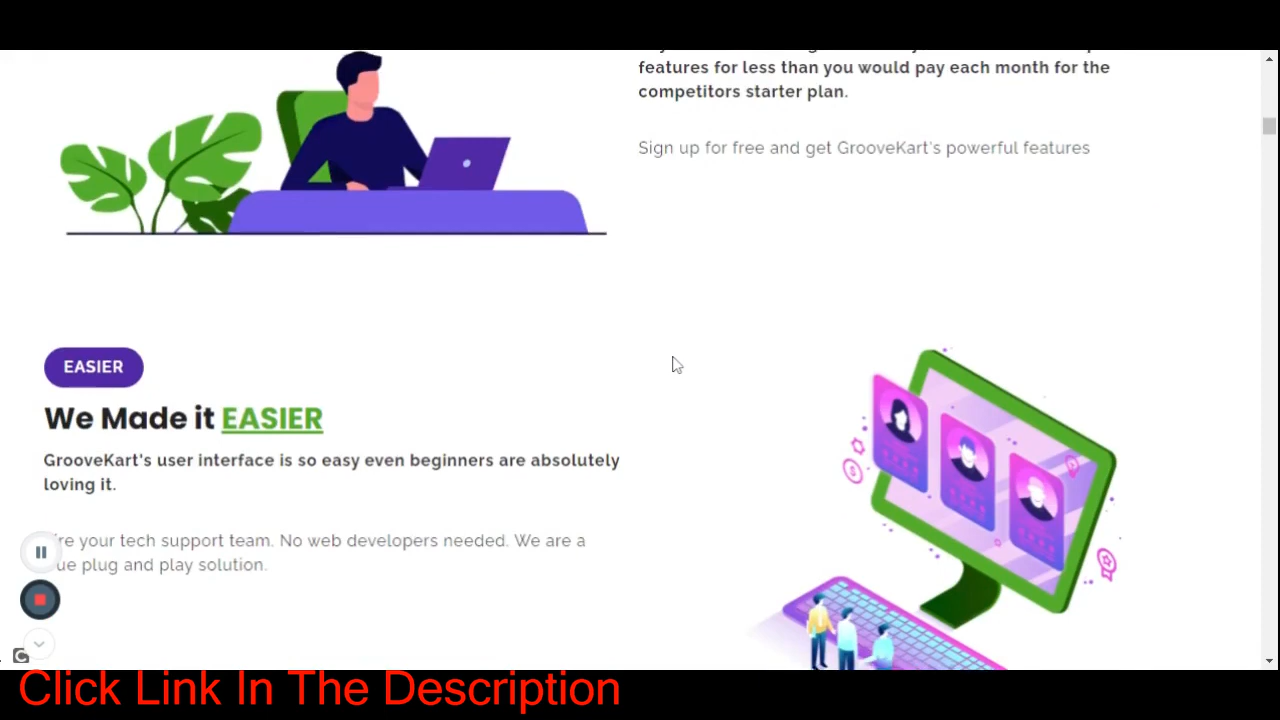 features for less than you would pay each month for the
competitors starter plan.
Sign up for free and get GrooveKart's powerful features
EASIER
We Made it EASIER
GrooveKart's user interface is so easy even beginners are absolutely
loving it.
your tech support team. No web developers needed. We are a
plug and play solution.
Click Link In The Description